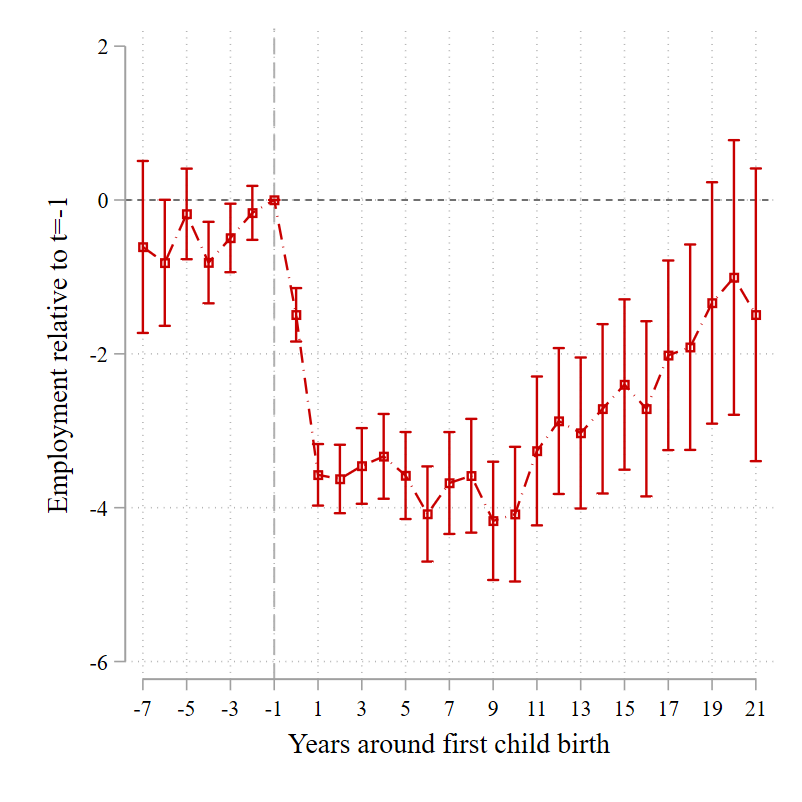 Employment relative to t=-1
2
0
-2
-4
-6
-7 -5 -3 -1 1 3 5 7 9 11 13 15 17 19 21
Years around first child birth